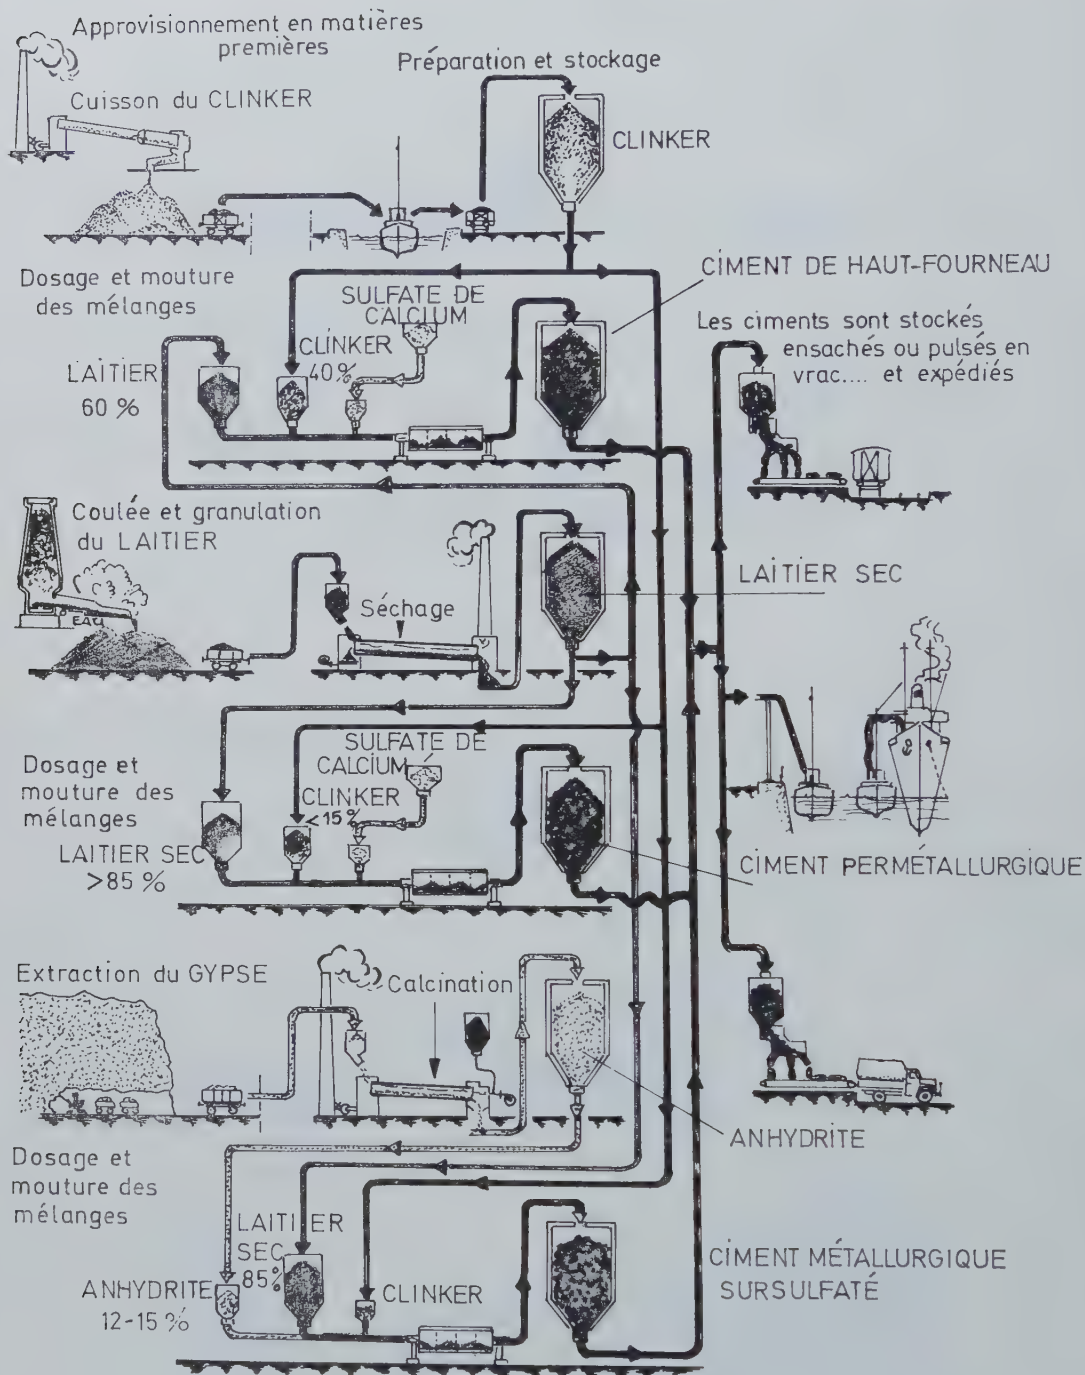 Approvisionnement en matières
premières
Préparation et stockage
Cuisson du CLINKER
CLINKER
Dosage et mouture
des mélanges
SULFATE DE
CALCIUM
CLINKER
40%
LAITIER
60 %
CIMENT DE HAUT-FOURNEAU
Les ciments sont stockés
ensachés ou pulsés en
vrac.... et expédiés
Coulée et granulation
du LAITIER
EAU
Séchage
LAITIER SEC
Dosage et
mouture des
mélanges
SULFATE DE
CALCIUM
CLINKER
<15 %
LAITIER SEC
>85 %
CIMENT PERMÉTALLURGIQUE
Extraction du GYPSE
Calcination
ANHYDRITE
Dosage et
mouture des
mélanges
LAITIER
SEC
85%
ANHYDRITE
12-15 %
CLINKER
CIMENT MÉTALLURGIQUE
SURSULFATÉ